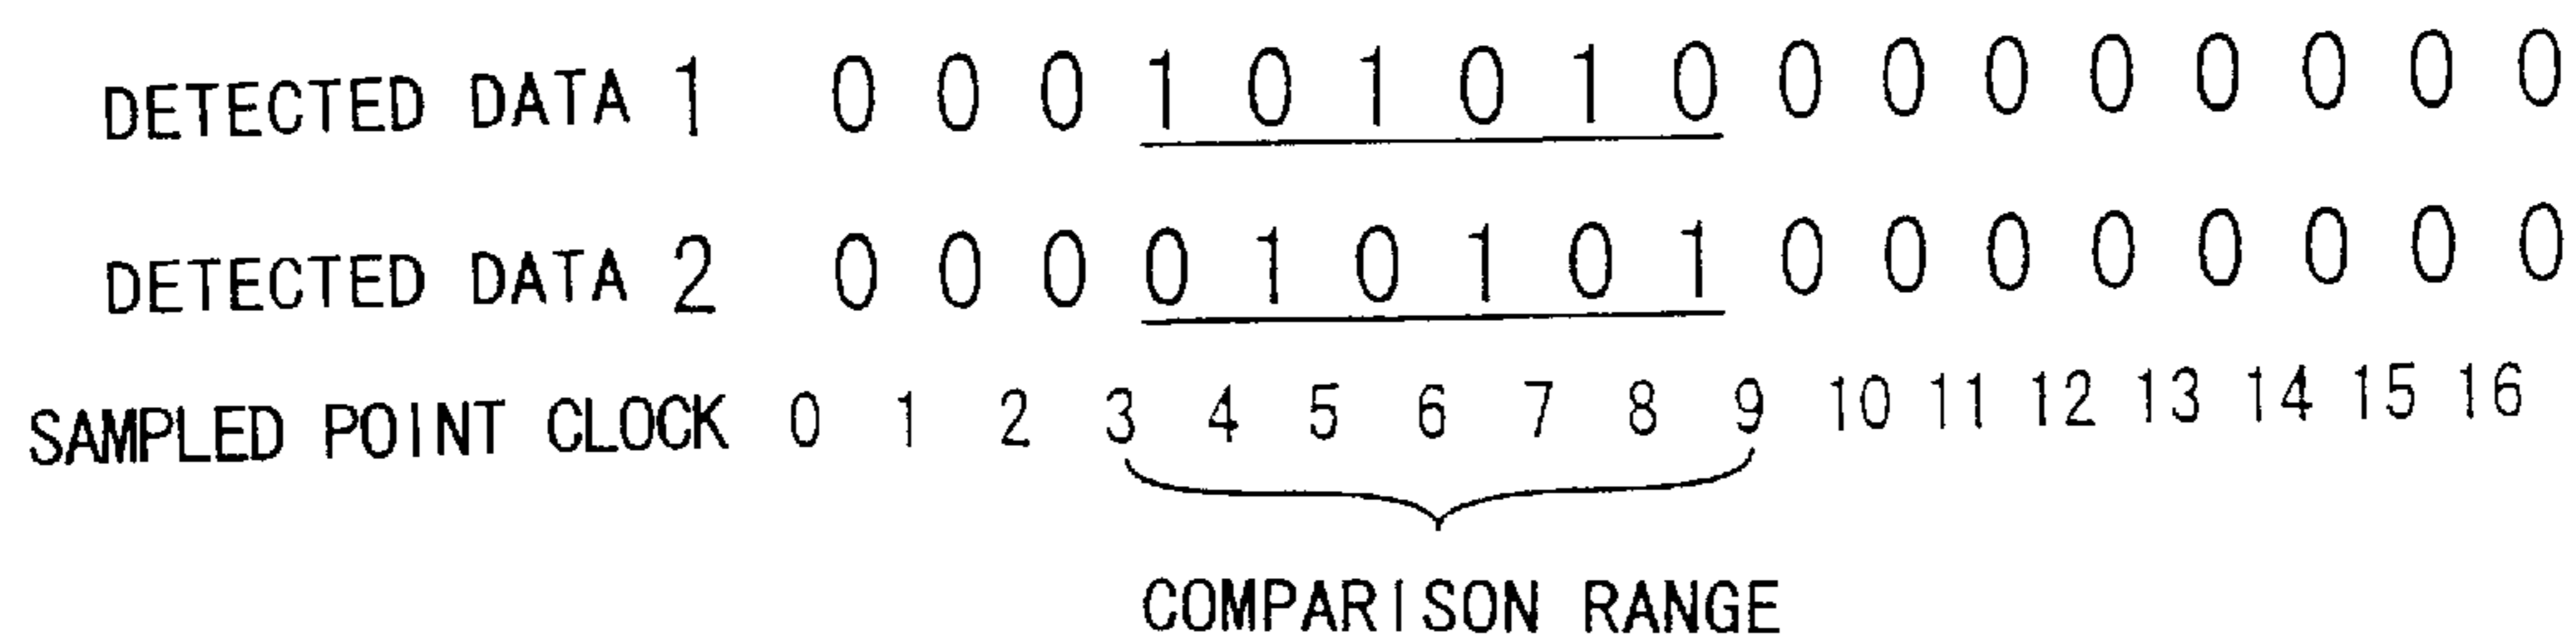 DETECTED DATA 1 0 0 0 1 0 1 0 1 0 0 0 0 0 0 0 0 0
DETECTED DATA 2 0 0 0 0 1 0 1 0 1 0 0 0 0 0 0 0 0
SAMPLED POINT CLOCK 0 1 2 3 4 5 6 7 8 9 10 11 12 13 14 15 16
COMPARISON RANGE